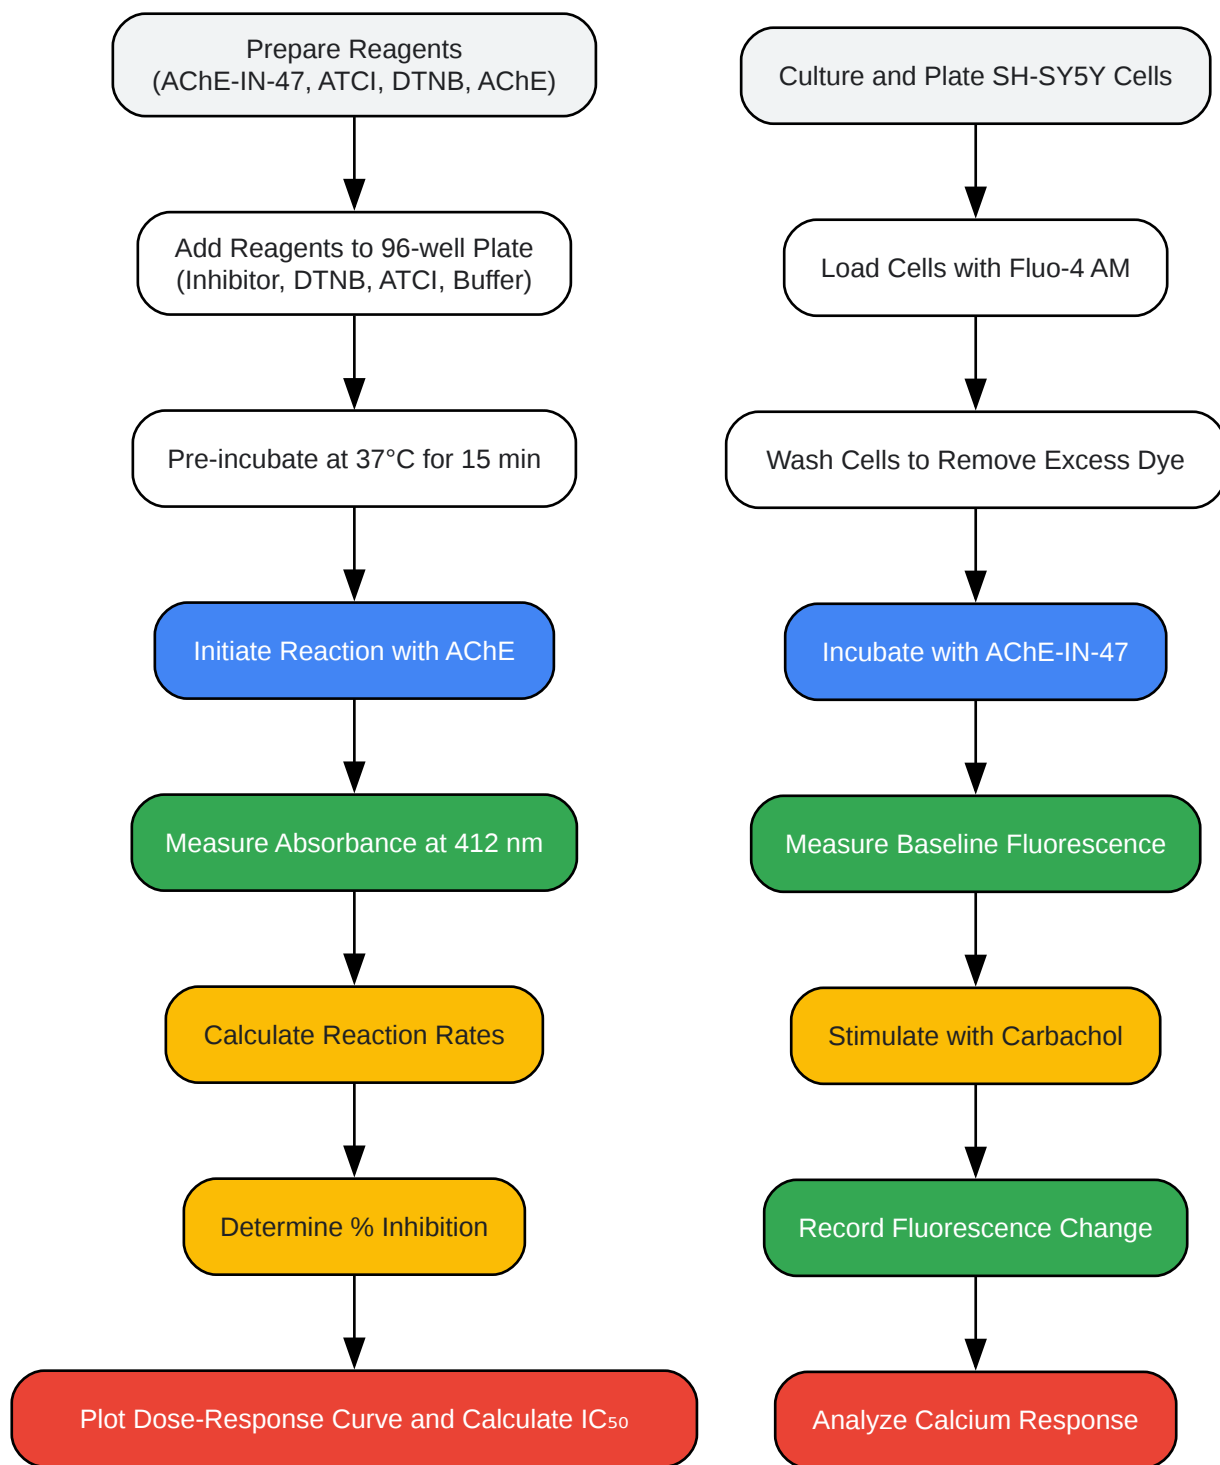 Prepare Reagents
(AChE-IN-47, ATCI, DTNB, AChE)
Add Reagents to 96-well Plate
(Inhibitor, DTNB, ATCI, Buffer)
Pre-incubate at 37°C for 15 min
Initiate Reaction with AChE
Measure Absorbance at 412 nm
Calculate Reaction Rates
Determine % Inhibition
Plot Dose-Response Curve and Calculate IC₅₀
Culture and Plate SH-SY5Y Cells
Load Cells with Fluo-4 AM
Wash Cells to Remove Excess Dye
Incubate with AChE-IN-47
Measure Baseline Fluorescence
Stimulate with Carbachol
Record Fluorescence Change
Analyze Calcium Response